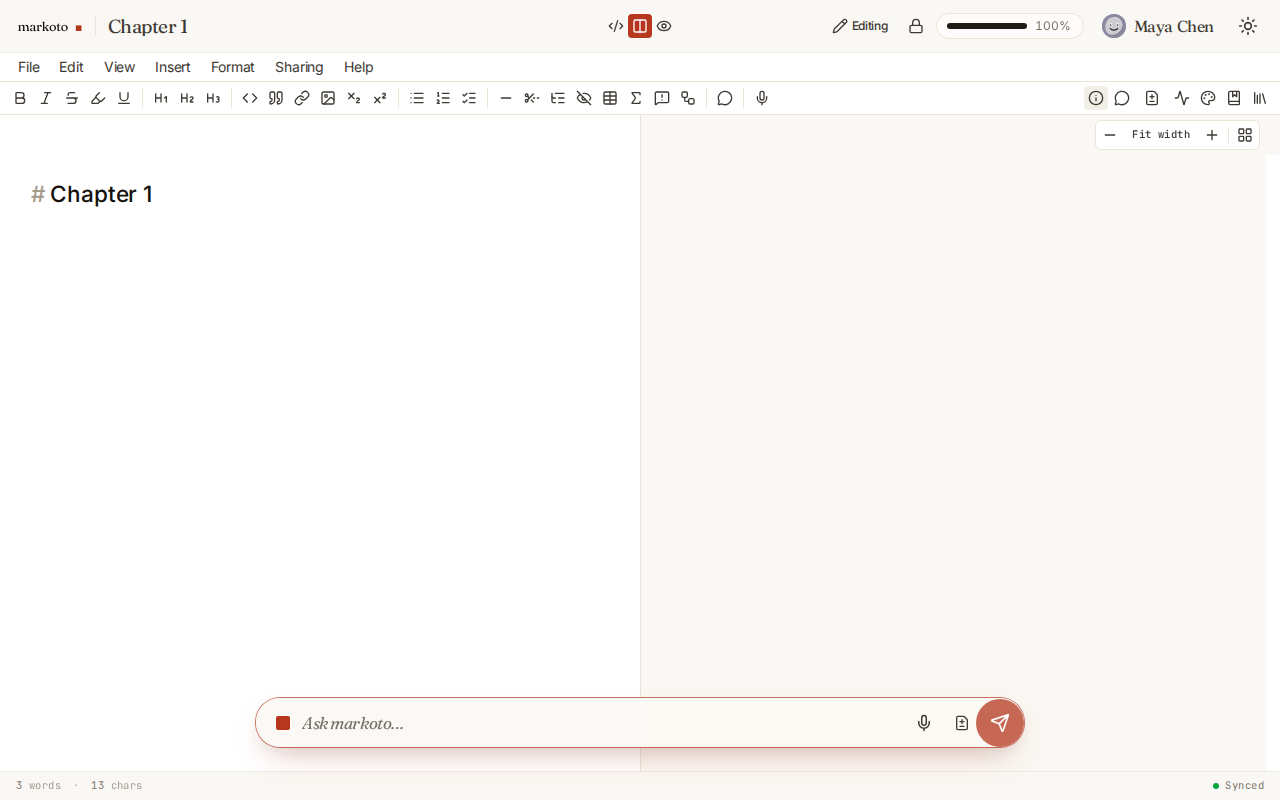 markoto Chapter 1 Editing 100% Maya Chen
File Edit View Insert Format Sharing Help
H1 H2 H3
Fit width
# Chapter 1
Ask markoto...
3 words · 13 chars Synced